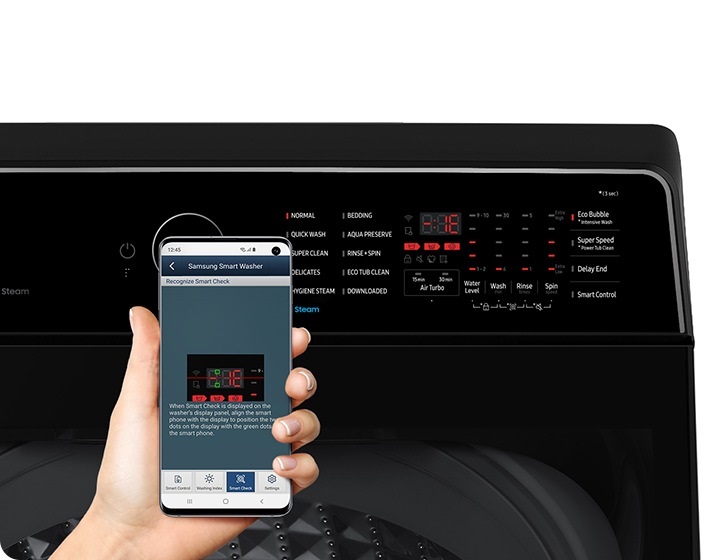 *(3 sec)
NORMAL
BEDDING
QUICK WASH
AQUA PRESERVE
SUPER CLEAN
RINSE+SPIN
DELICATES
ECO TUB CLEAN
HYGIENE STEAM
DOWNLOADED
Steam
Steam
15min 30min
Air Turbo
9 - 10
30
5
Extra High
1 - 2
6
1
Extra Low
Water Level
Wash
min
Rinse
times
Spin
speed
Eco Bubble
* Intensive Wash
Super Speed
* Power Tub Clean
Delay End
Smart Control
12:45
Samsung Smart Washer
Recognize Smart Check
When Smart Check is displayed on the
washer's display panel, align the smart
phone with the display to position the two
dots on the display with the green dots
the smart phone.
Smart Control
Washing Index
Smart Check
Settings